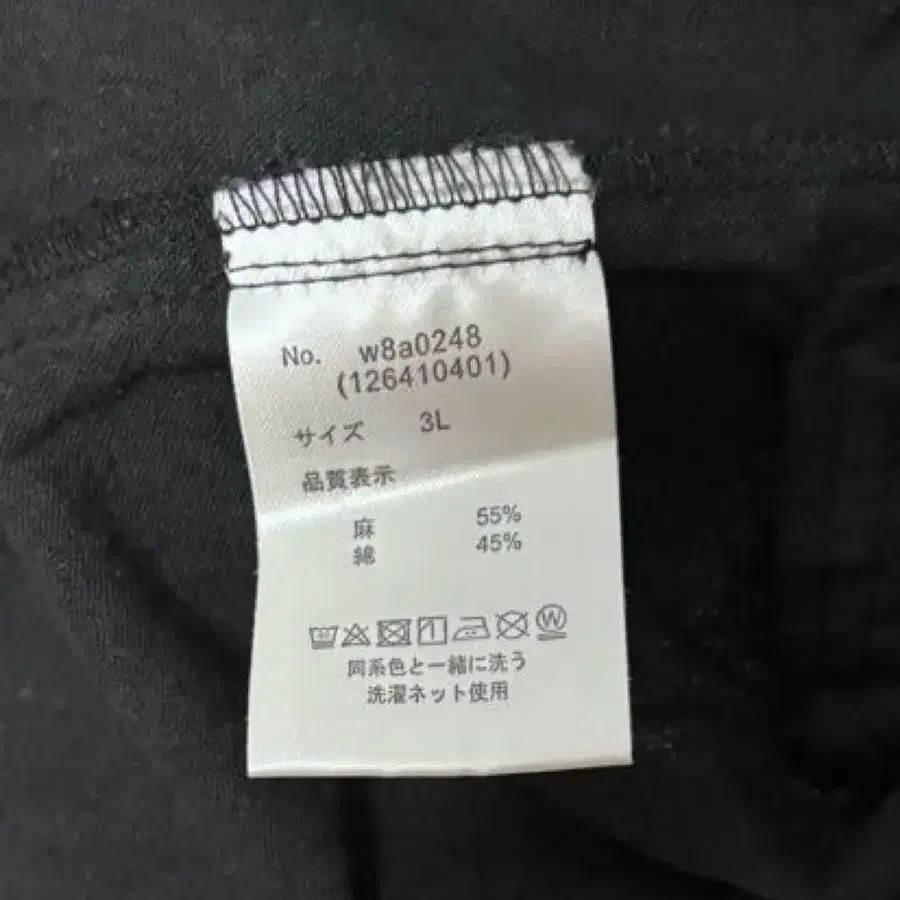 No. w8a0248
(126410401)
サイズ 3L
品質表示
麻 55%
綿 45%
W
同系色と一緒に洗う
洗濯ネット使用